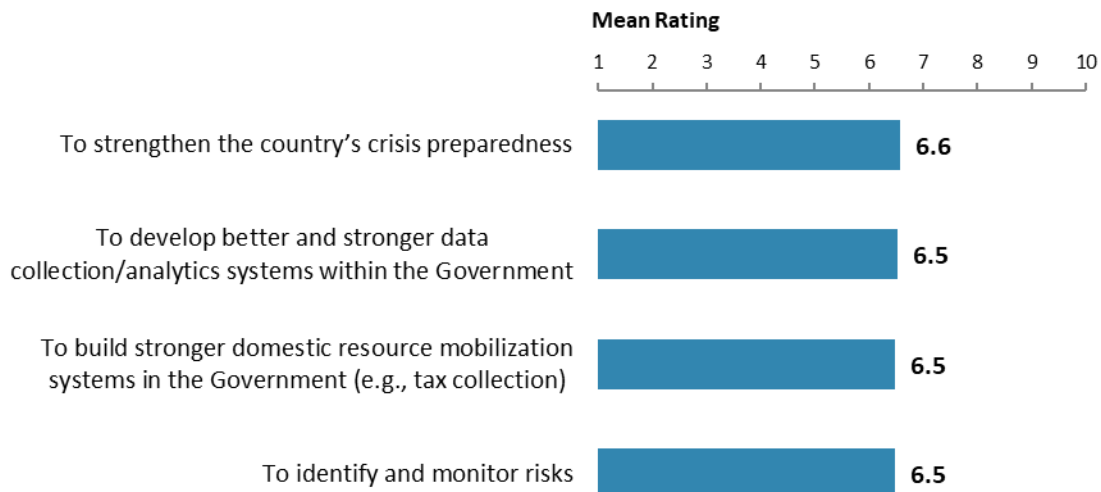 Mean Rating
1 2 3 4 5 6 7 8 9 10
To strengthen the country’s crisis preparedness 6.6
To develop better and stronger data
collection/analytics systems within the Government 6.5
To build stronger domestic resource mobilization
systems in the Government (e.g., tax collection) 6.5
To identify and monitor risks 6.5